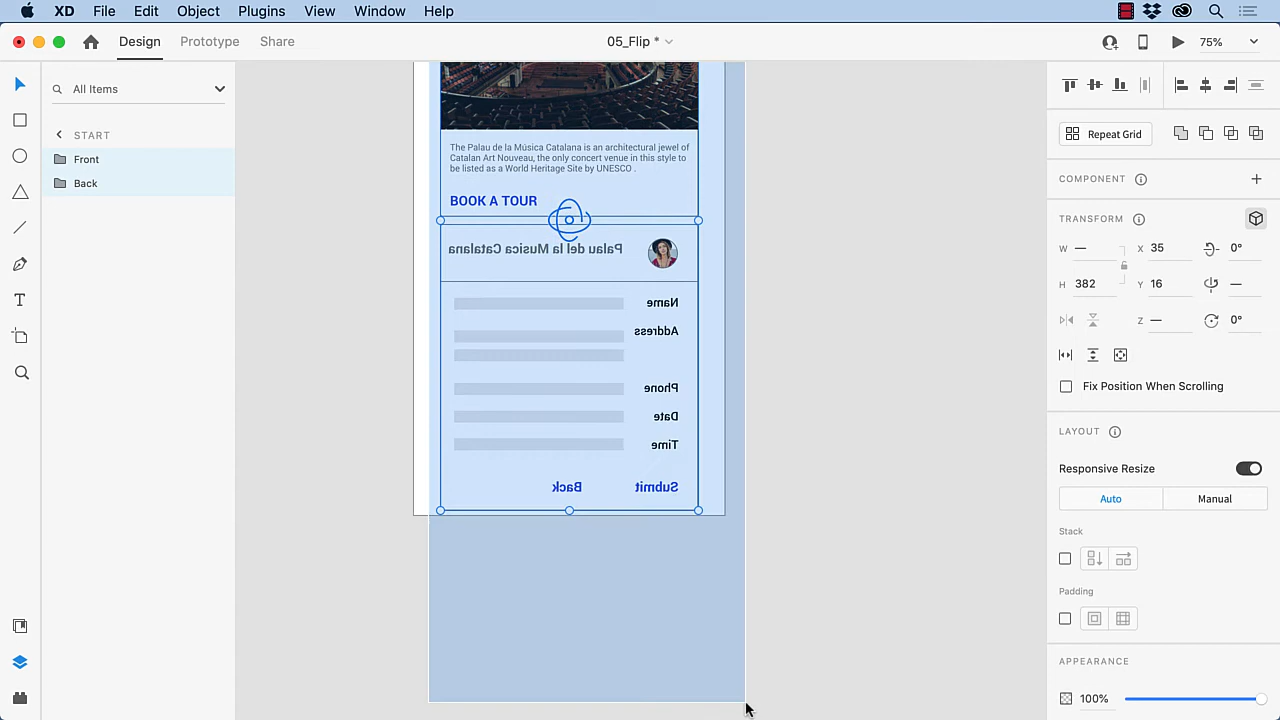 XD File Edit Object Plugins View Window Help
Design Prototype Share 05_Flip * 75%
All Items
START
Front
Back
The Palau de la Música Catalana is an architectural jewel of
Catalan Art Nouveau, the only concert venue in this style to
be listed as a World Heritage Site by UNESCO .
BOOK A TOUR
Palau del la Musica Catalana
Name
Address
Phone
Date
Time
Back Submit
Repeat Grid
COMPONENT
TRANSFORM
W — X 35 0°
H 382 Y 16 —
Z — 0°
Fix Position When Scrolling
LAYOUT
Responsive Resize
Auto Manual
Stack
Padding
APPEARANCE
100%